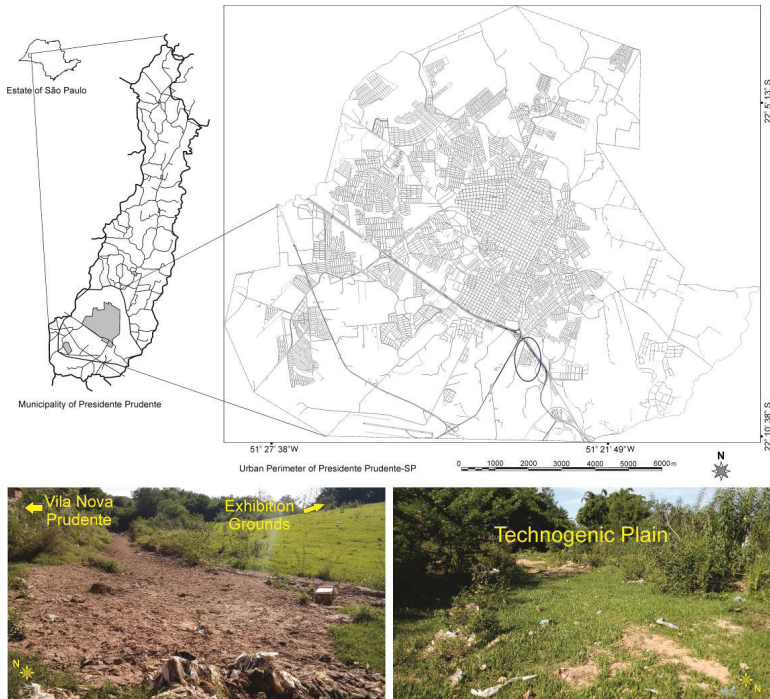 Estate of São Paulo
Municipality of Presidente Prudente
22° 5' 13" S
22° 10' 38" S
51° 27' 38"W
51° 21' 49"W
Urban Perimeter of Presidente Prudente-SP
0 1000 2000 3000 4000 5000 6000 m
N
Vila Nova
Prudente
Exhibition
Grounds
N
Technogenic Plain
N